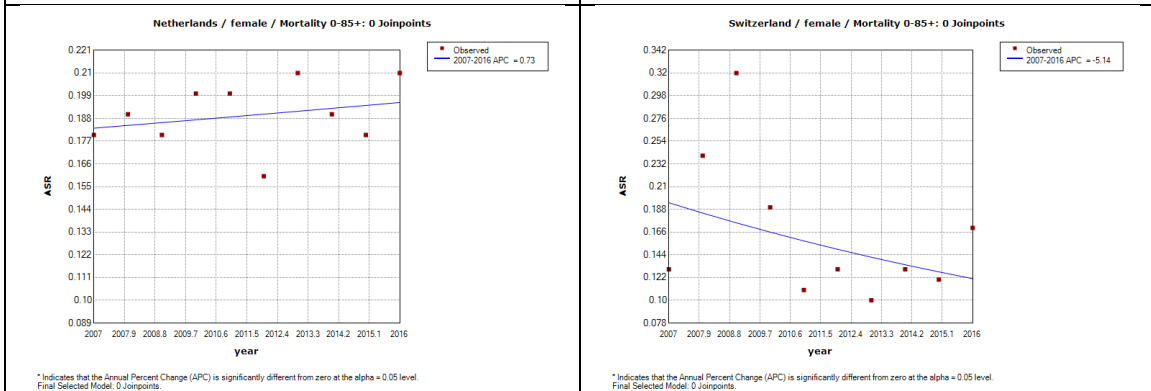 Netherlands / female / Mortality 0-85+: 0 Joinpoints
0.221
0.21
0.199
0.188
0.177
0.166
0.155
0.144
0.133
0.122
0.111
0.10
0.089
ASR
2007 2007.9 2008.8 2009.7 2010.6 2011.5 2012.4 2013.3 2014.2 2015.1 2016
year
Observed
2007-2016 APC = 0.73
* Indicates that the Annual Percent Change (APC) is significantly different from zero at the alpha = 0.05 level.
Final Selected Model: 0 Joinpoints.
Switzerland / female / Mortality 0-85+: 0 Joinpoints
0.342
0.32
0.298
0.276
0.254
0.232
0.21
0.188
0.166
0.144
0.122
0.10
0.078
ASR
2007 2007.9 2008.8 2009.7 2010.6 2011.5 2012.4 2013.3 2014.2 2015.1 2016
year
Observed
2007-2016 APC = -5.14
* Indicates that the Annual Percent Change (APC) is significantly different from zero at the alpha = 0.05 level.
Final Selected Model: 0 Joinpoints.